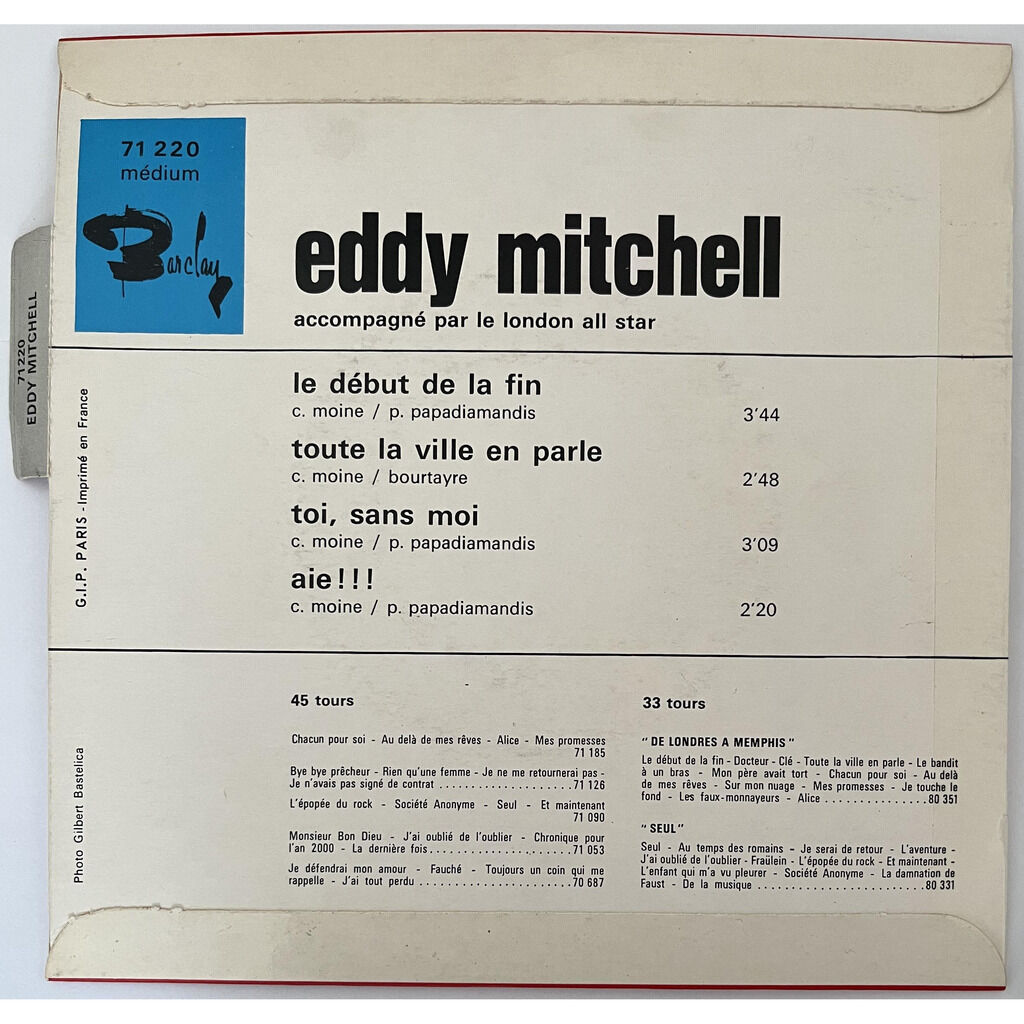 71 220
médium
Barclay
eddy mitchell
accompagné par le london all star
71220
EDDY MITCHELL
le début de la fin
c. moine / p. papadiamandis 3'44
toute la ville en parle
c. moine / bourtayre 2'48
toi, sans moi
c. moine / p. papadiamandis 3'09
aie!!!
c. moine / p. papadiamandis 2'20
G.I.P. PARIS - Imprimé en France
45 tours
Chacun pour soi - Au delà de mes rêves - Alice - Mes promesses
71 185
Bye bye prêcheur - Rien qu'une femme - Je ne me retournerai pas -
Je n'avais pas signé de contrat ..................... 71 126
L'épopée du rock - Société Anonyme - Seul - Et maintenant
71 090
Monsieur Bon Dieu - J'ai oublié de l'oublier - Chronique pour
l'an 2000 - La dernière fois...................... 71 053
Je défendrai mon amour - Fauché - Toujours un coin qui me
rappelle - J'ai tout perdu ........................ 70 687
33 tours
"DE LONDRES A MEMPHIS"
Le début de la fin - Docteur - Clé - Toute la ville en parle - Le bandit
à un bras - Mon père avait tort - Chacun pour soi - Au delà
de mes rêves - Sur mon nuage - Mes promesses - Je touche le
fond - Les faux-monnayeurs - Alice ................ 80 351
"SEUL"
Seul - Au temps des romains - Je serai de retour - L'aventure -
J'ai oublié de l'oublier - Fraülein - L'épopée du rock - Et maintenant -
L'enfant qui m'a vu pleurer - Société Anonyme - La damnation de
Faust - De la musique .......................... 80 331
Photo Gilbert Bastelica